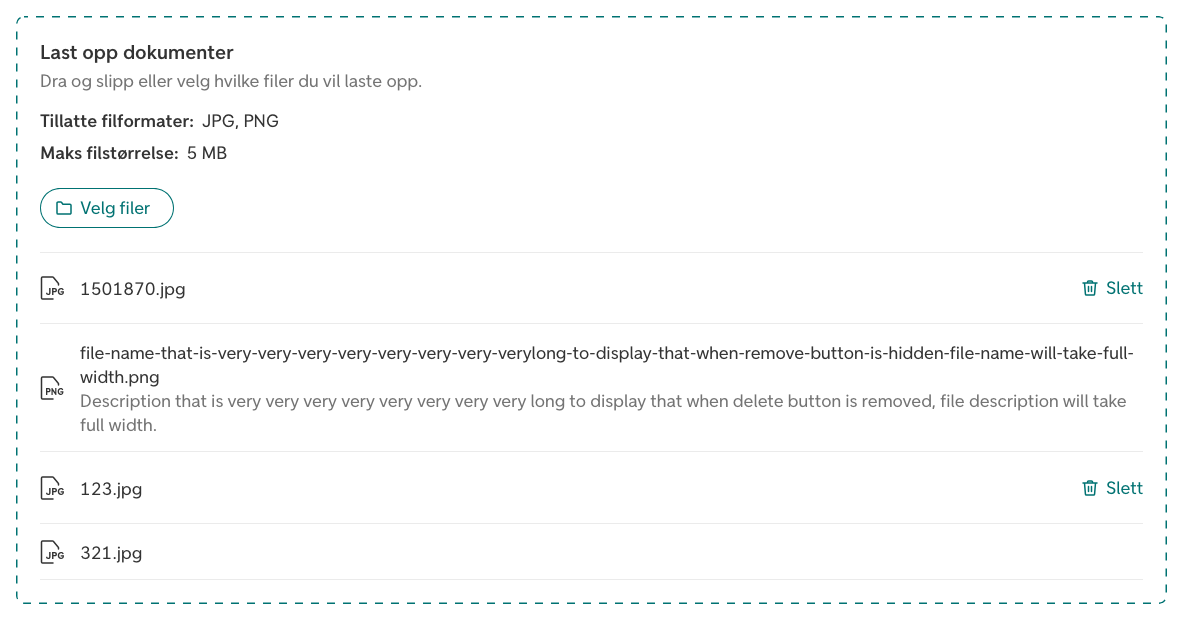 Last opp dokumenter
Dra og slipp eller velg hvilke filer du vil laste opp.
Tillatte filformater: JPG, PNG
Maks filstørrelse: 5 MB
Velg filer
JPG 1501870.jpg Slett
file-name-that-is-very-very-very-very-very-very-very-verylong-to-display-that-when-remove-button-is-hidden-file-name-will-take-full-
width.png
PNG
Description that is very very very very very very very very long to display that when delete button is removed, file description will take
full width.
JPG 123.jpg Slett
JPG 321.jpg